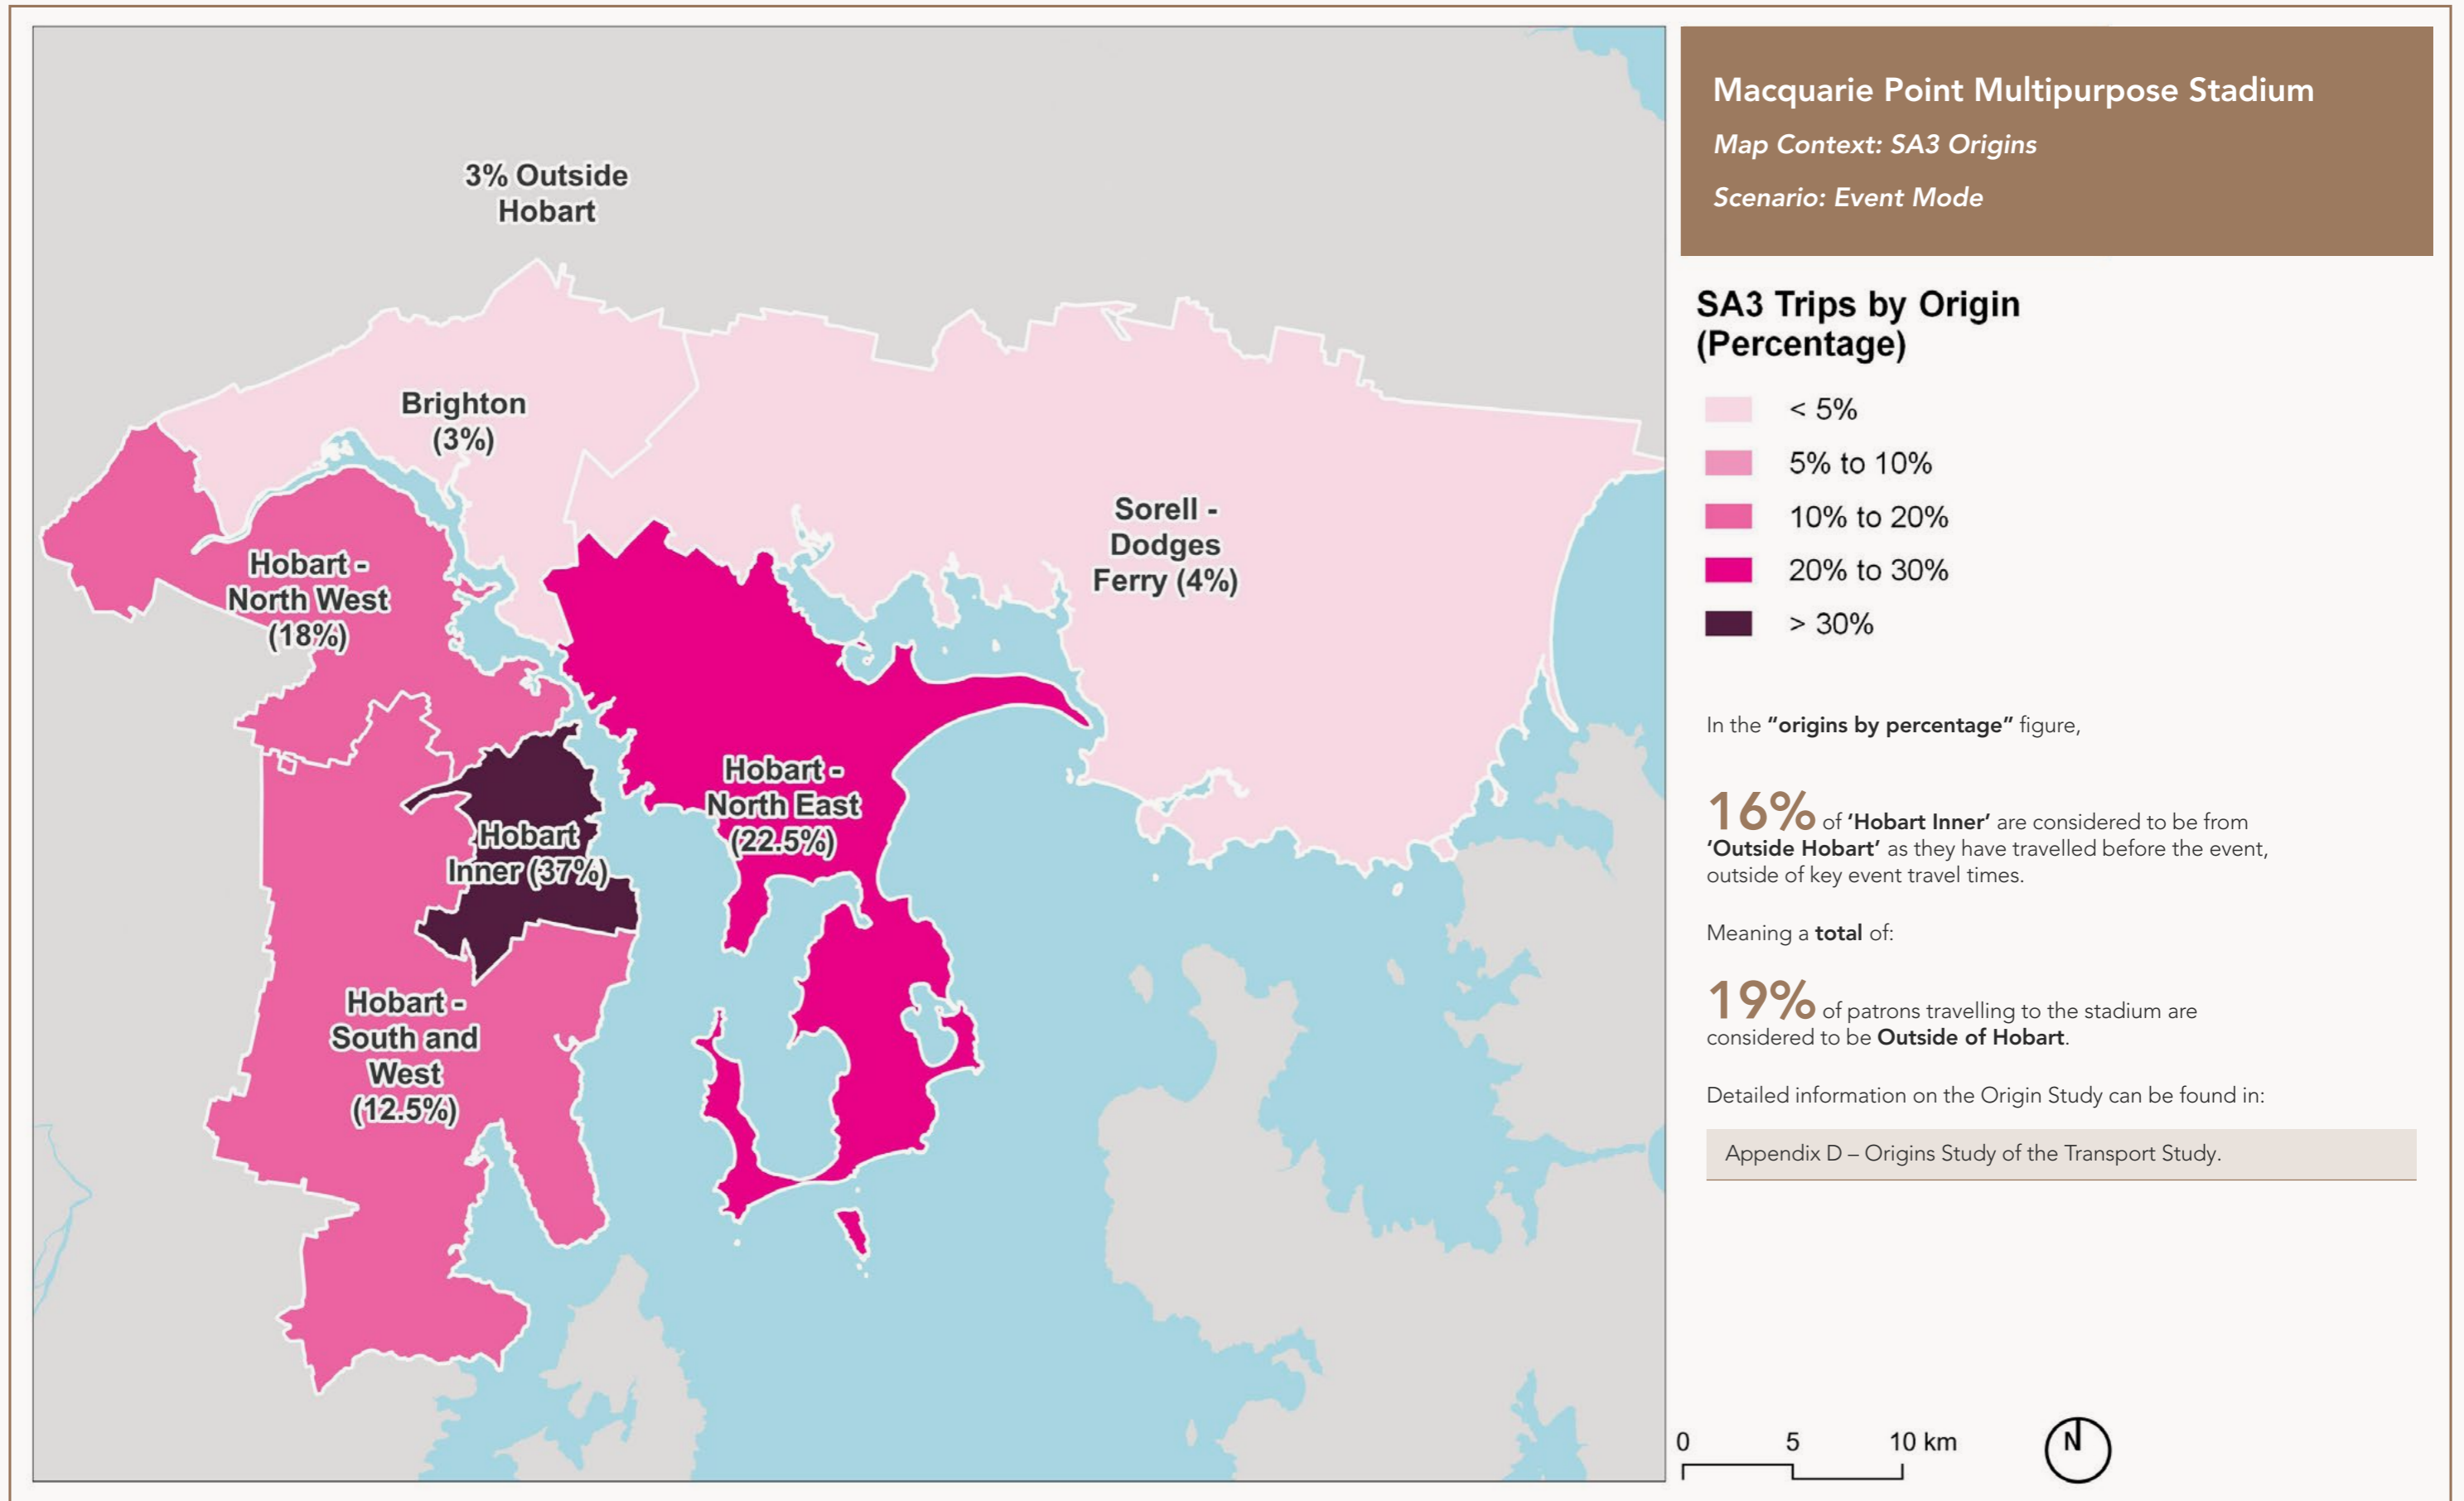 3% Outside
Hobart
Brighton
(3%)
Sorell -
Dodges
Ferry (4%)
Hobart -
North West
(18%)
Hobart -
North East
(22.5%)
Hobart
Inner (37%)
Hobart -
South and
West
(12.5%)
Macquarie Point Multipurpose Stadium
Map Context: SA3 Origins
Scenario: Event Mode
SA3 Trips by Origin
(Percentage)
< 5%
5% to 10%
10% to 20%
20% to 30%
> 30%
In the “origins by percentage” figure,
16% of ‘Hobart Inner’ are considered to be from
‘Outside Hobart’ as they have travelled before the event,
outside of key event travel times.
Meaning a total of:
19% of patrons travelling to the stadium are
considered to be Outside of Hobart.
Detailed information on the Origin Study can be found in:
Appendix D – Origins Study of the Transport Study.
0 5 10 km
N